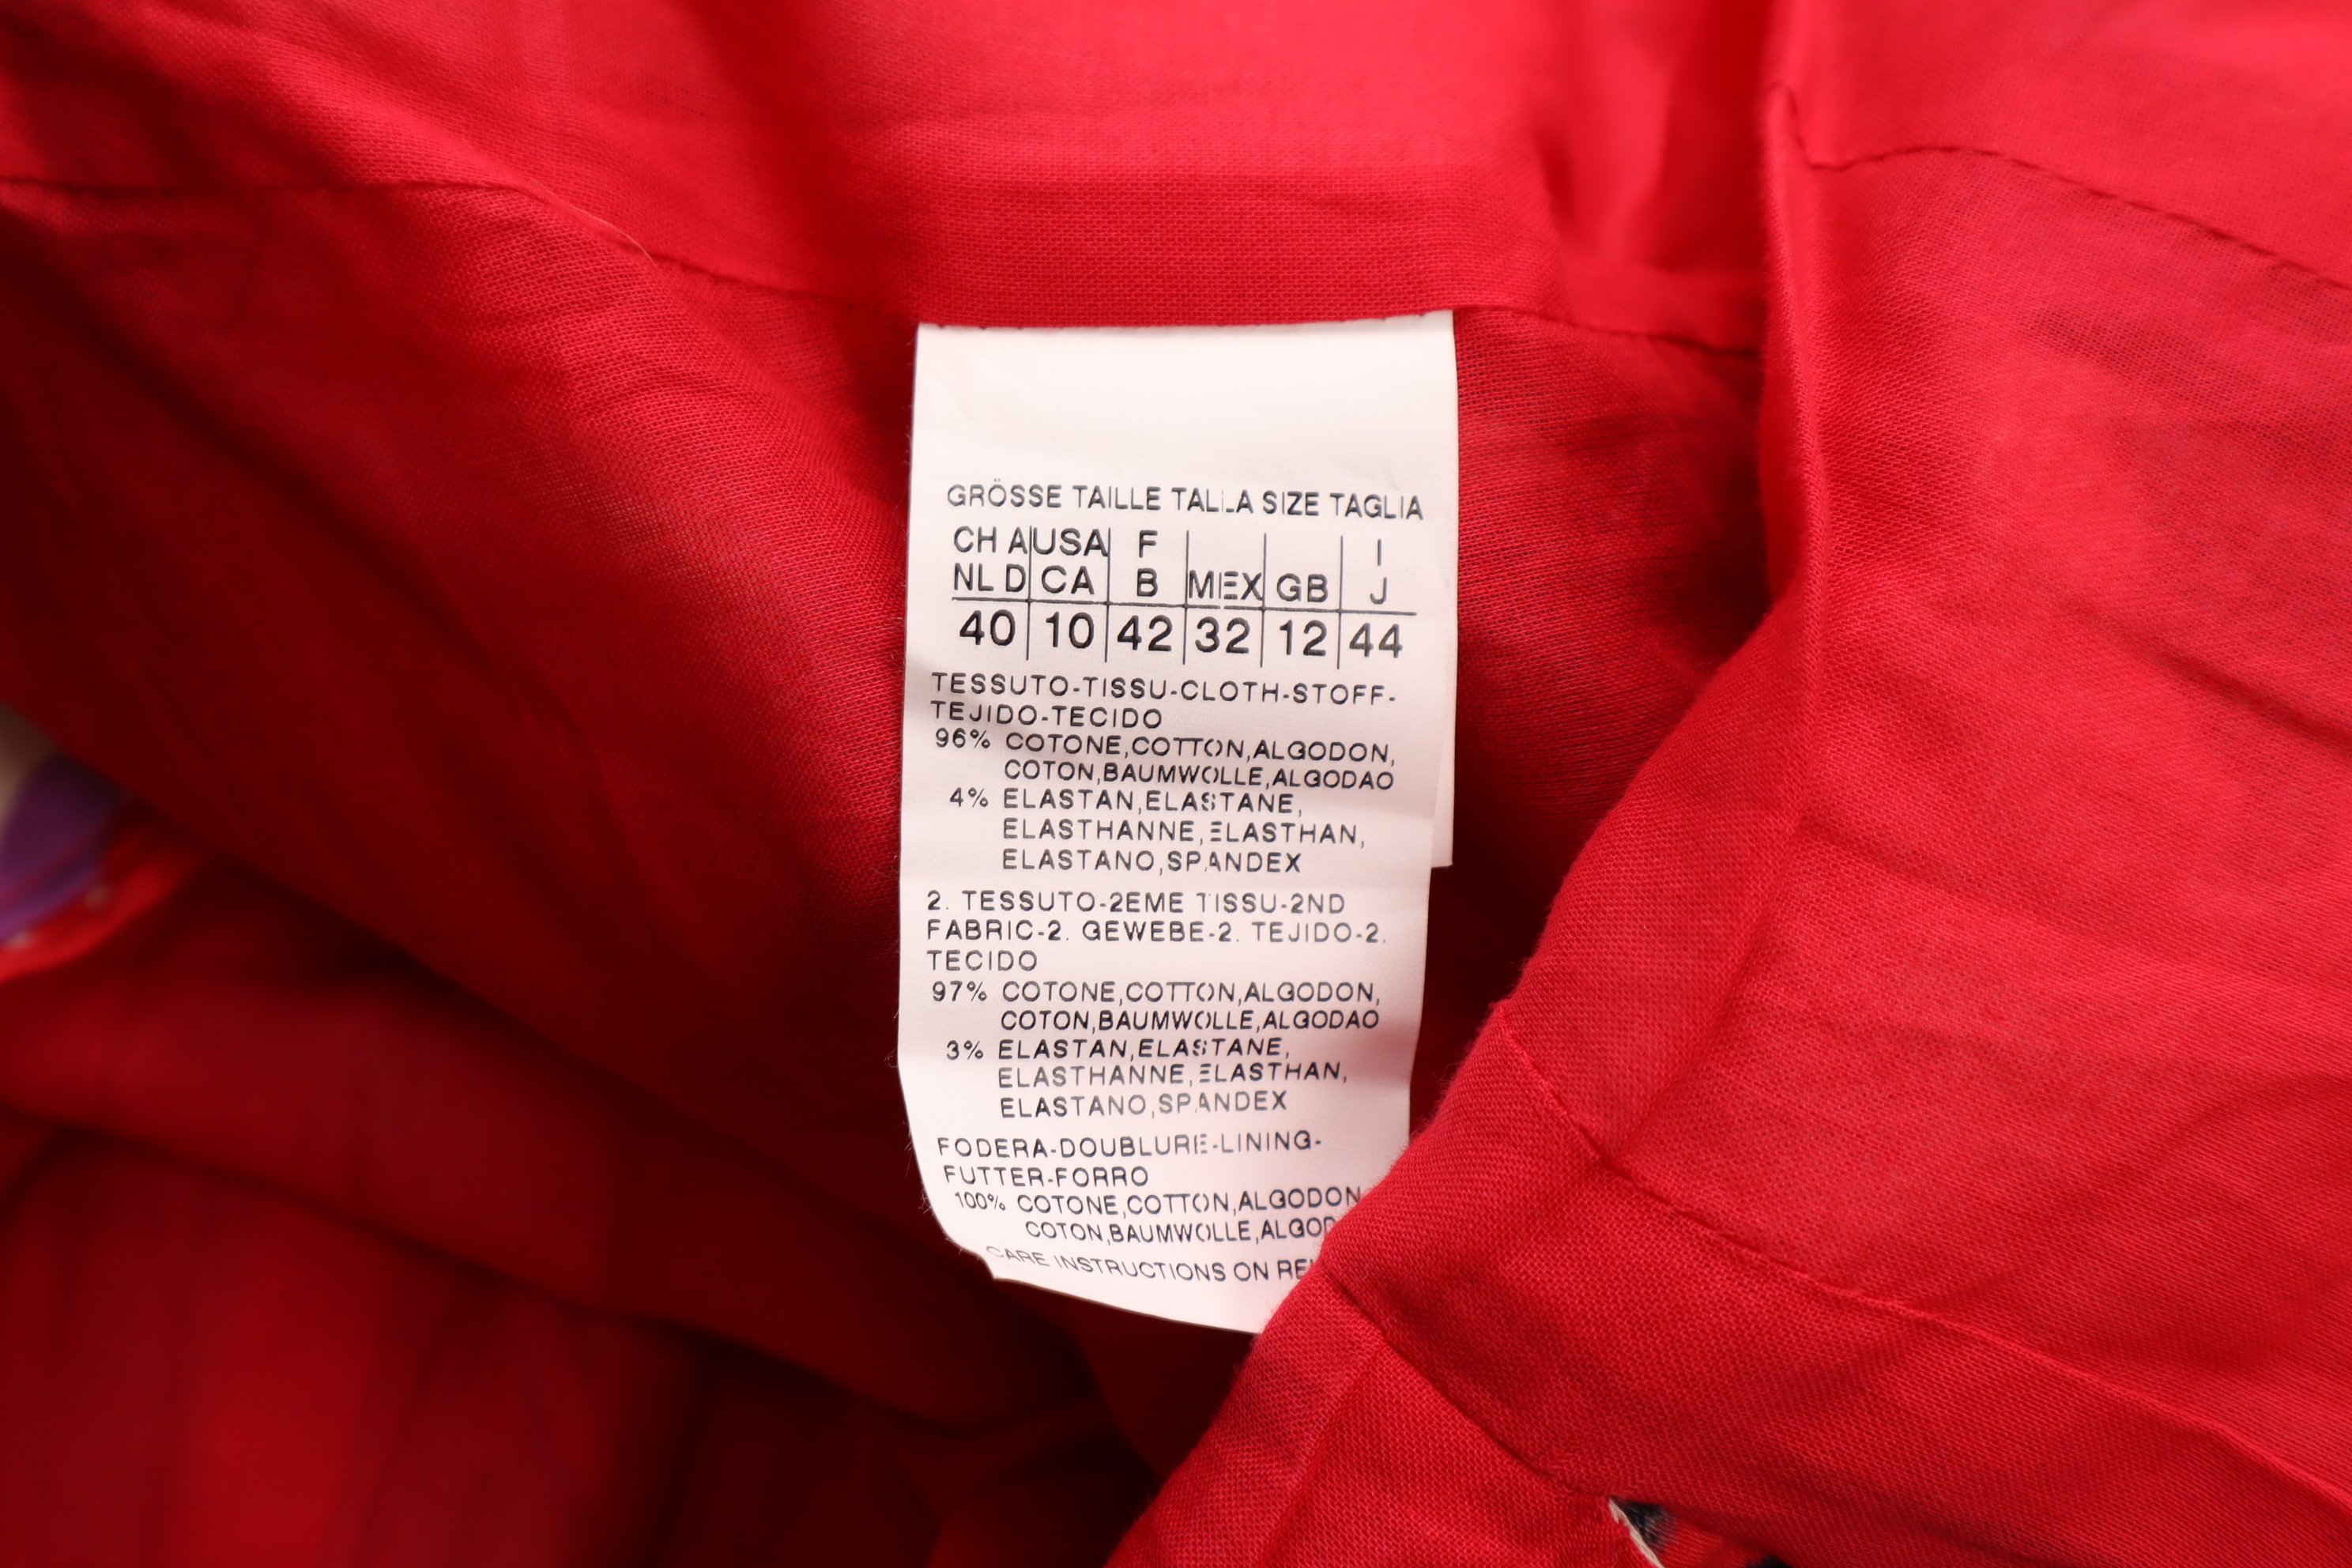 GRÖSSE TAILLE TALLA SIZE TAGLIA
CH A USA F I
NL D CA B MEX GB J
40 10 42 32 12 44
TESSUTO-TISSU-CLOTH-STOFF-
TEJIDO-TECIDO
96% COTONE,COTTON,ALGODON,
COTON,BAUMWOLLE,ALGODAO
4% ELASTAN,ELASTANE,
ELASTHANNE,ELASTHAN,
ELASTANO,SPANDEX
2. TESSUTO-2EME TISSU-2ND
FABRIC-2. GEWEBE-2. TEJIDO-2.
TECIDO
97% COTONE,COTTON,ALGODON,
COTON,BAUMWOLLE,ALGODAO
3% ELASTAN,ELASTANE,
ELASTHANNE,ELASTHAN,
ELASTANO,SPANDEX
FODERA-DOUBLURE-LINING-
FUTTER-FORRO
100% COTONE,COTTON,ALGODON
COTON,BAUMWOLLE,
CARE INSTRUCTIONS ON